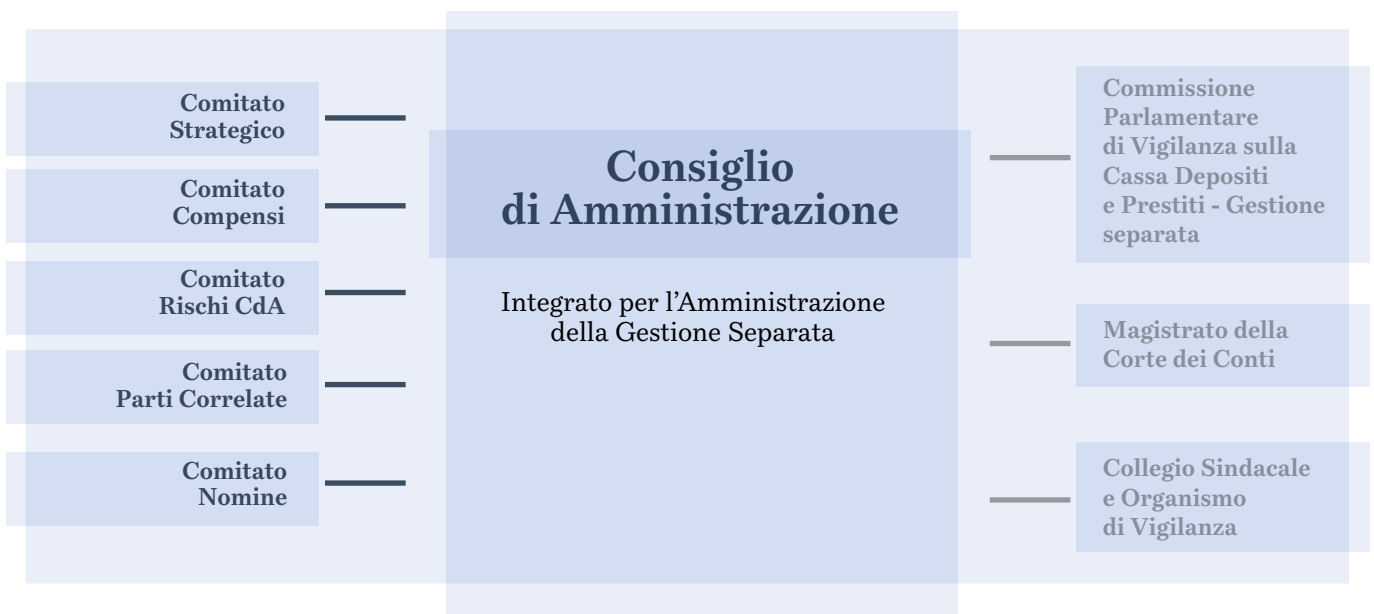 Comitato
Strategico
Comitato
Compensi
Comitato
Rischi CdA
Comitato
Parti Correlate
Comitato
Nomine
Consiglio
di Amministrazione
Integrato per l’Amministrazione
della Gestione Separata
Commissione
Parlamentare
di Vigilanza sulla
Cassa Depositi
e Prestiti - Gestione
separata
Magistrato della
Corte dei Conti
Collegio Sindacale
e Organismo
di Vigilanza